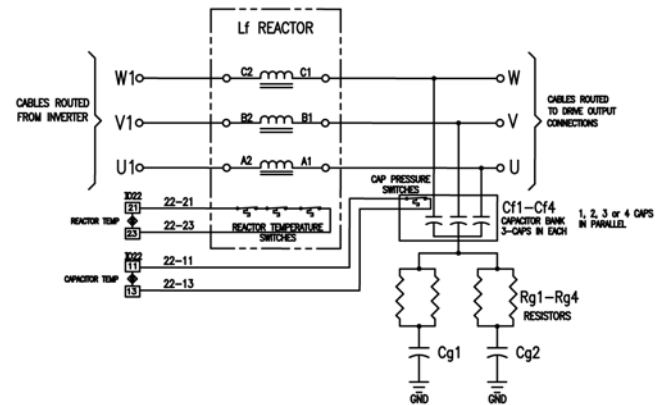 Lf REACTOR
W1 C2 C1 W
CABLES ROUTED
FROM INVERTER
V1 B2 B1 V
CABLES ROUTED
TO DRIVE OUTPUT
CONNECTIONS
U1 A2 A1 U
CAP PRESSURE
SWITCHES
21 22-21
REACTOR TEMP
23 22-23
REACTOR TEMPERATURE
SWITCHES
Cf1-Cf4
CAPACITOR BANK
3-CAPS IN EACH
1, 2, 3 or 4 CAPS
IN PARALLEL
11 22-11
CAPACITOR TEMP
13 22-13
Rg1-Rg4
RESISTORS
Cg1 Cg2
GND GND